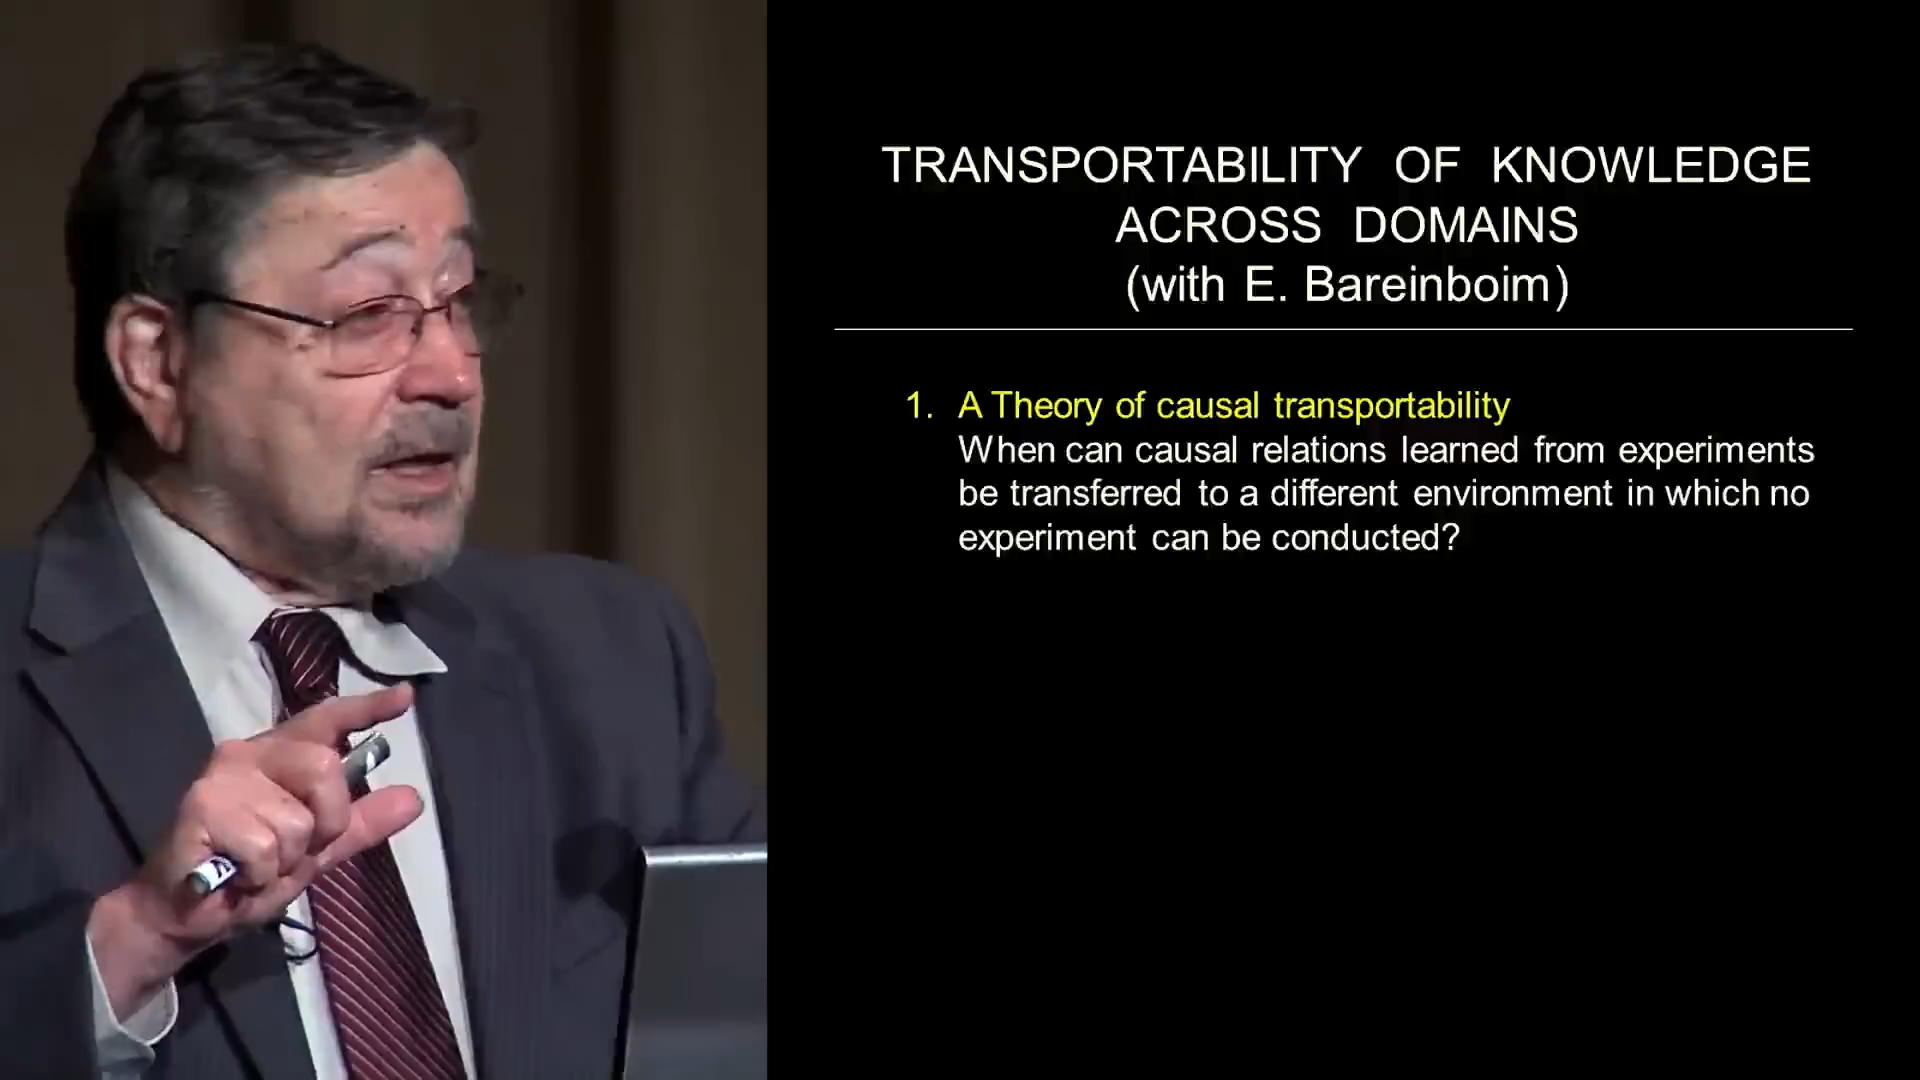 TRANSPORTABILITY OF KNOWLEDGE
ACROSS DOMAINS
(with E. Bareinboim)
1. A Theory of causal transportability
When can causal relations learned from experiments
be transferred to a different environment in which no
experiment can be conducted?